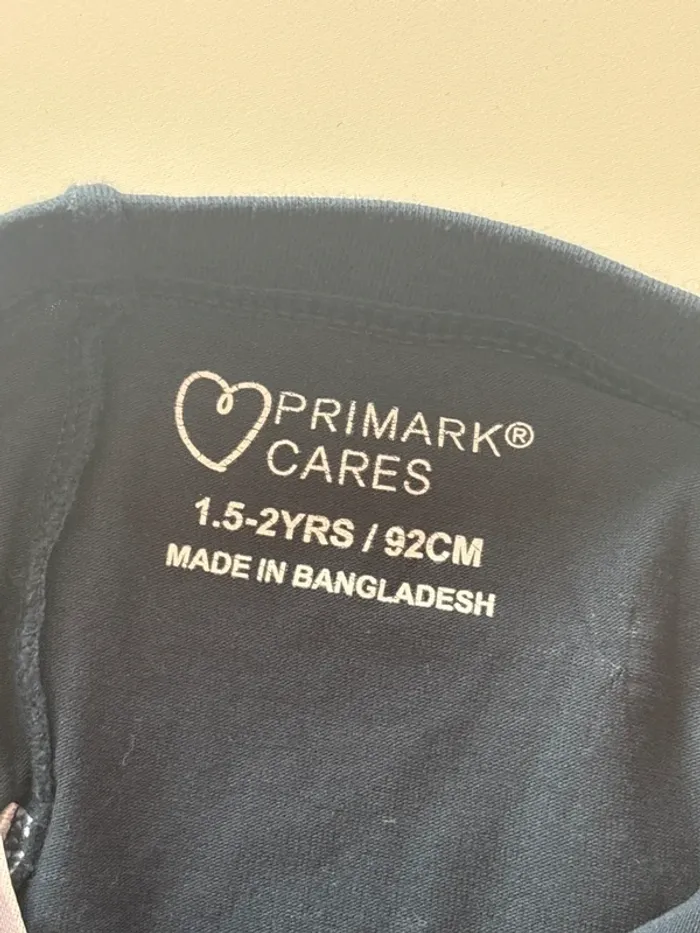 PRIMARK®
CARES
1.5-2YRS / 92CM
MADE IN BANGLADESH